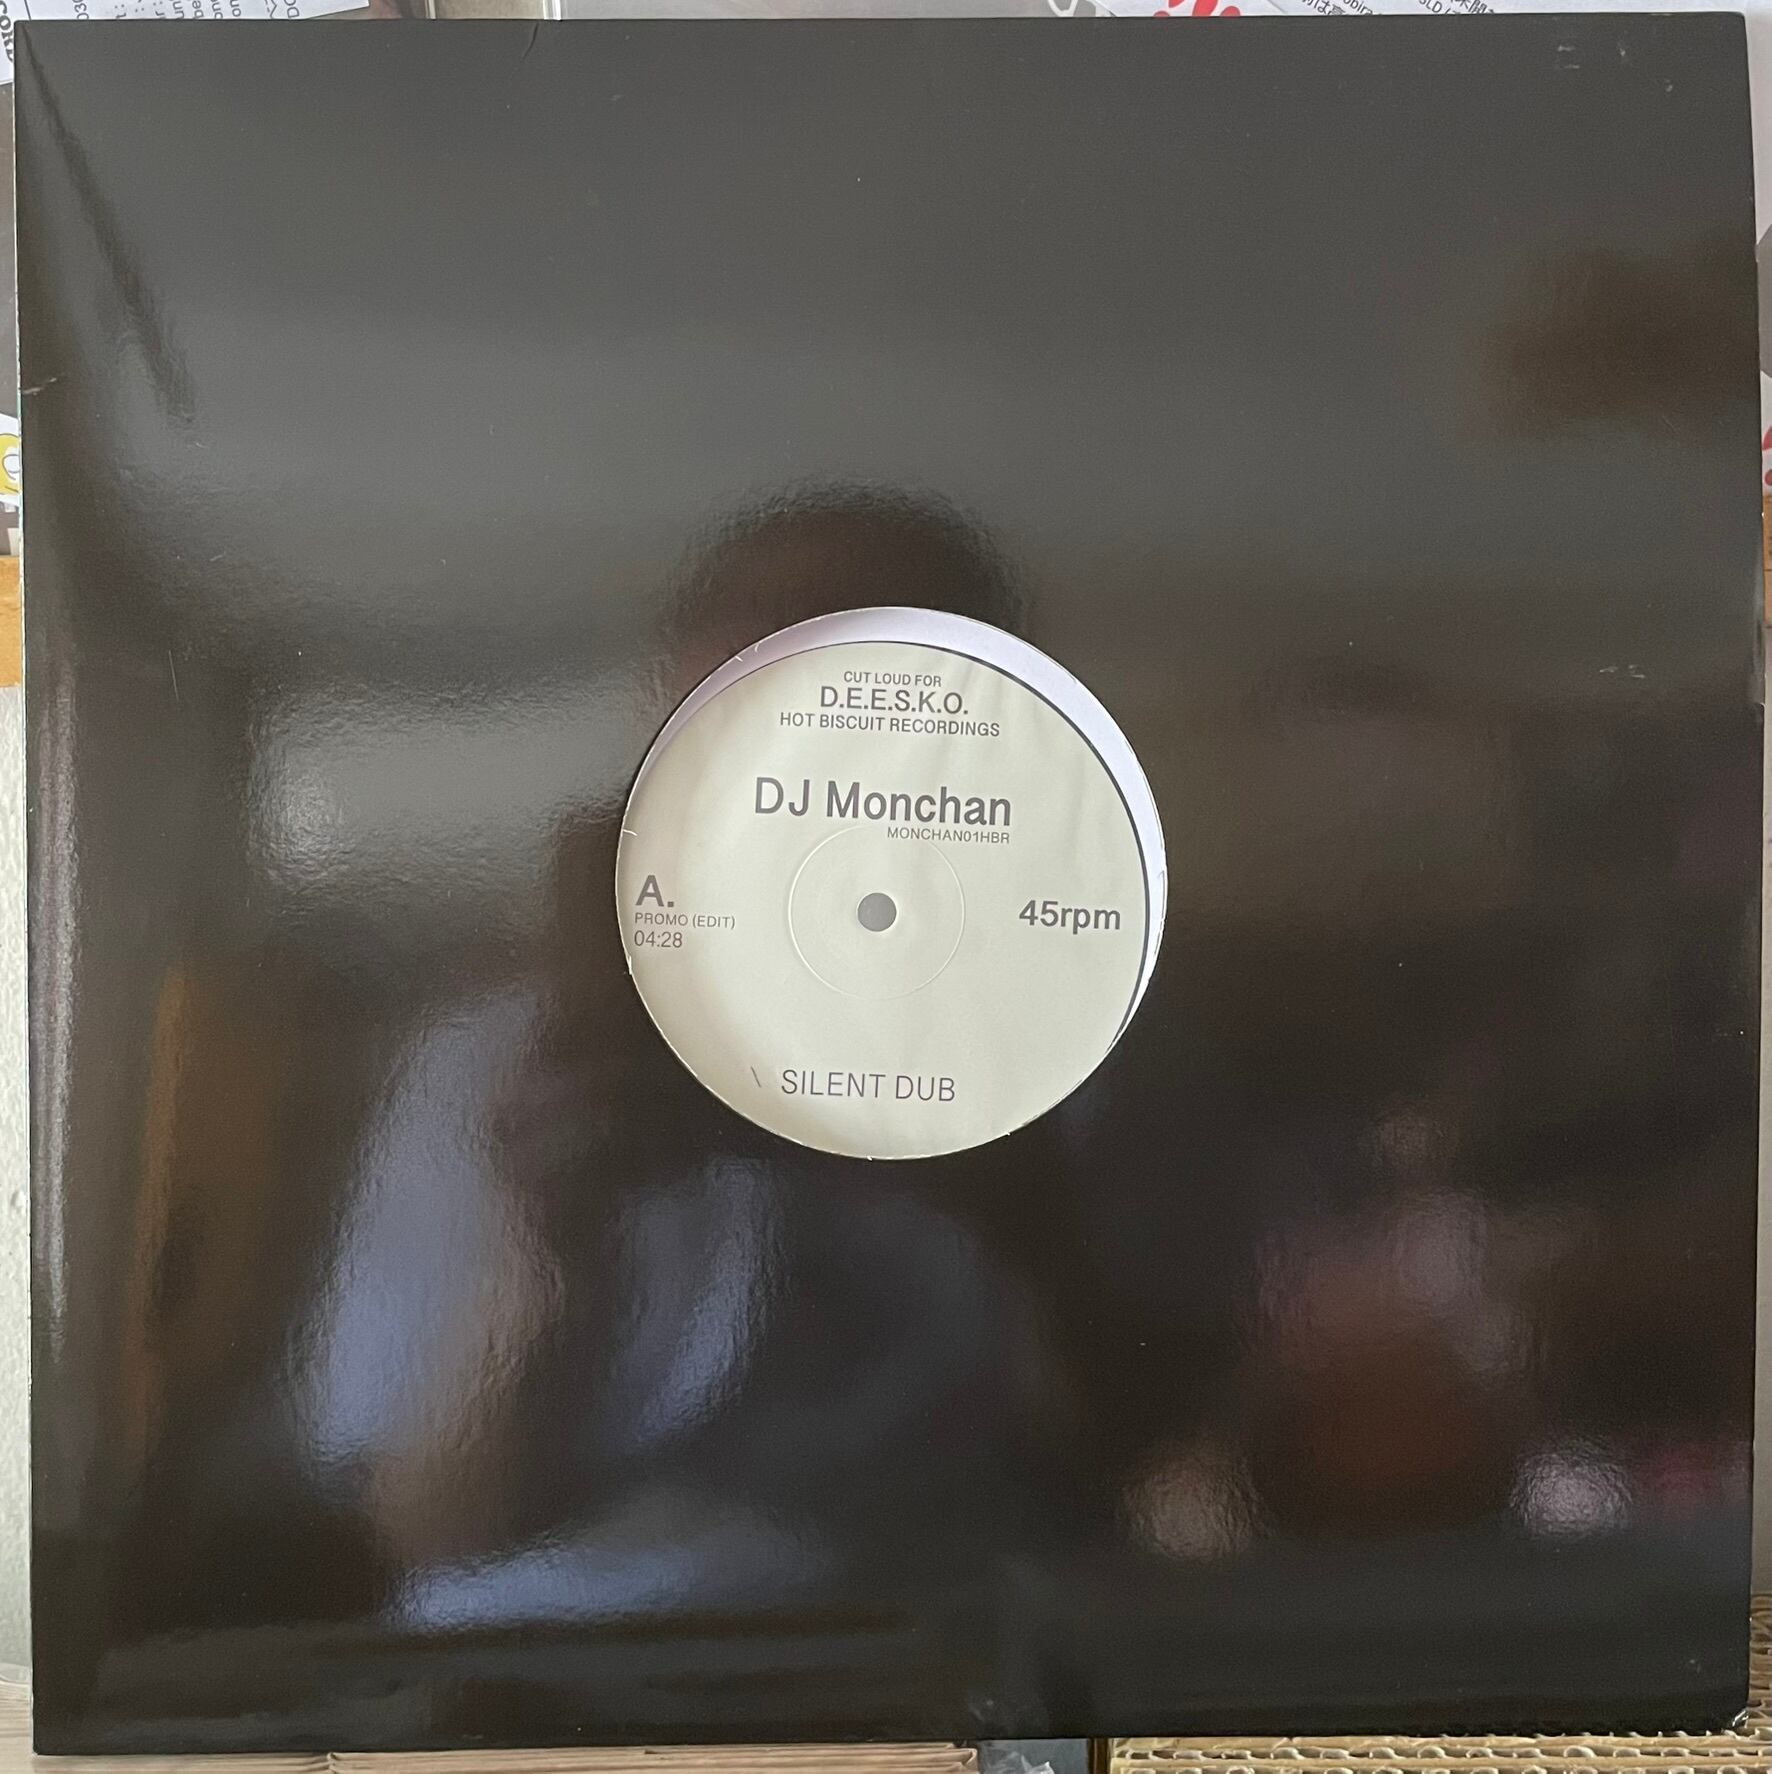 CUT LOUD FOR
D.E.E.S.K.O.
HOT BISCUIT RECORDINGS
DJ Monchan
MONCHAN01HBR
A.
PROMO (EDIT)
04:28
45rpm
SILENT DUB